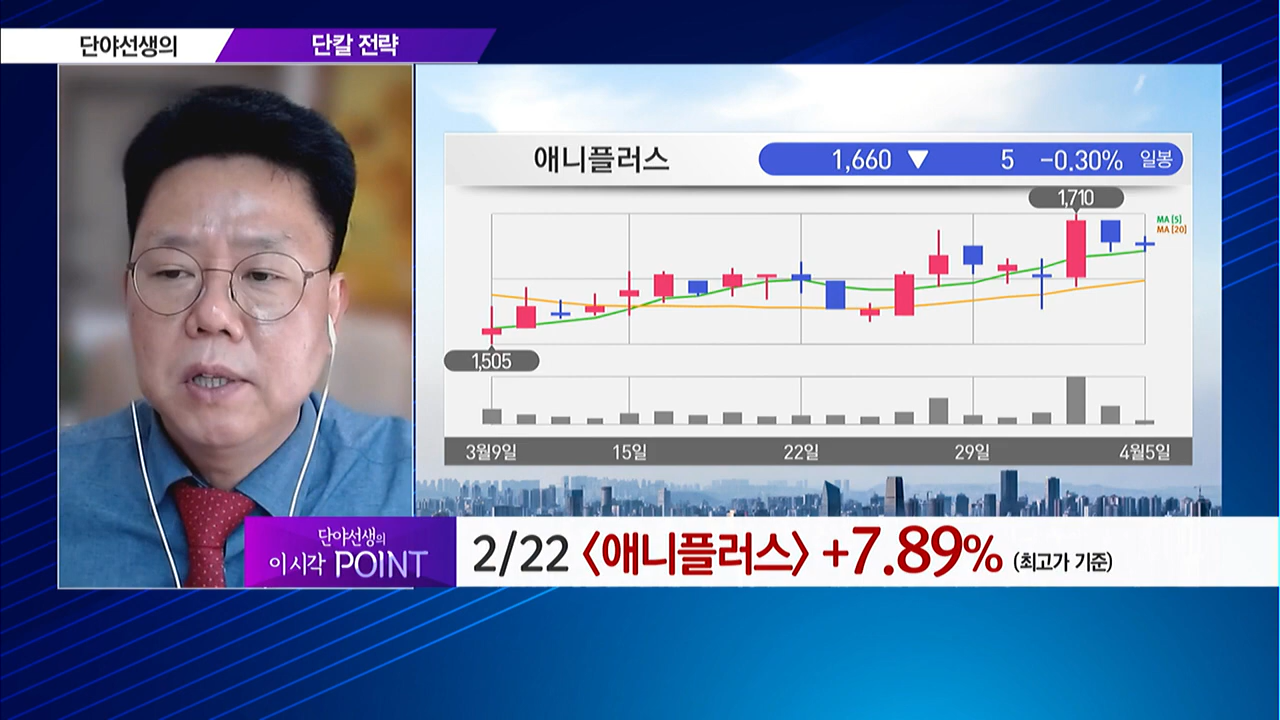 단야선생의 단칼 전략
애니플러스 1,660 ▼ 5 -0.30% 일봉
1,710
MA [5]
MA [20]
1,505
3월9일 15일 22일 29일 4월5일
단야선생의
이시각 POINT
2/22 〈애니플러스〉 +7.89% (최고가 기준)